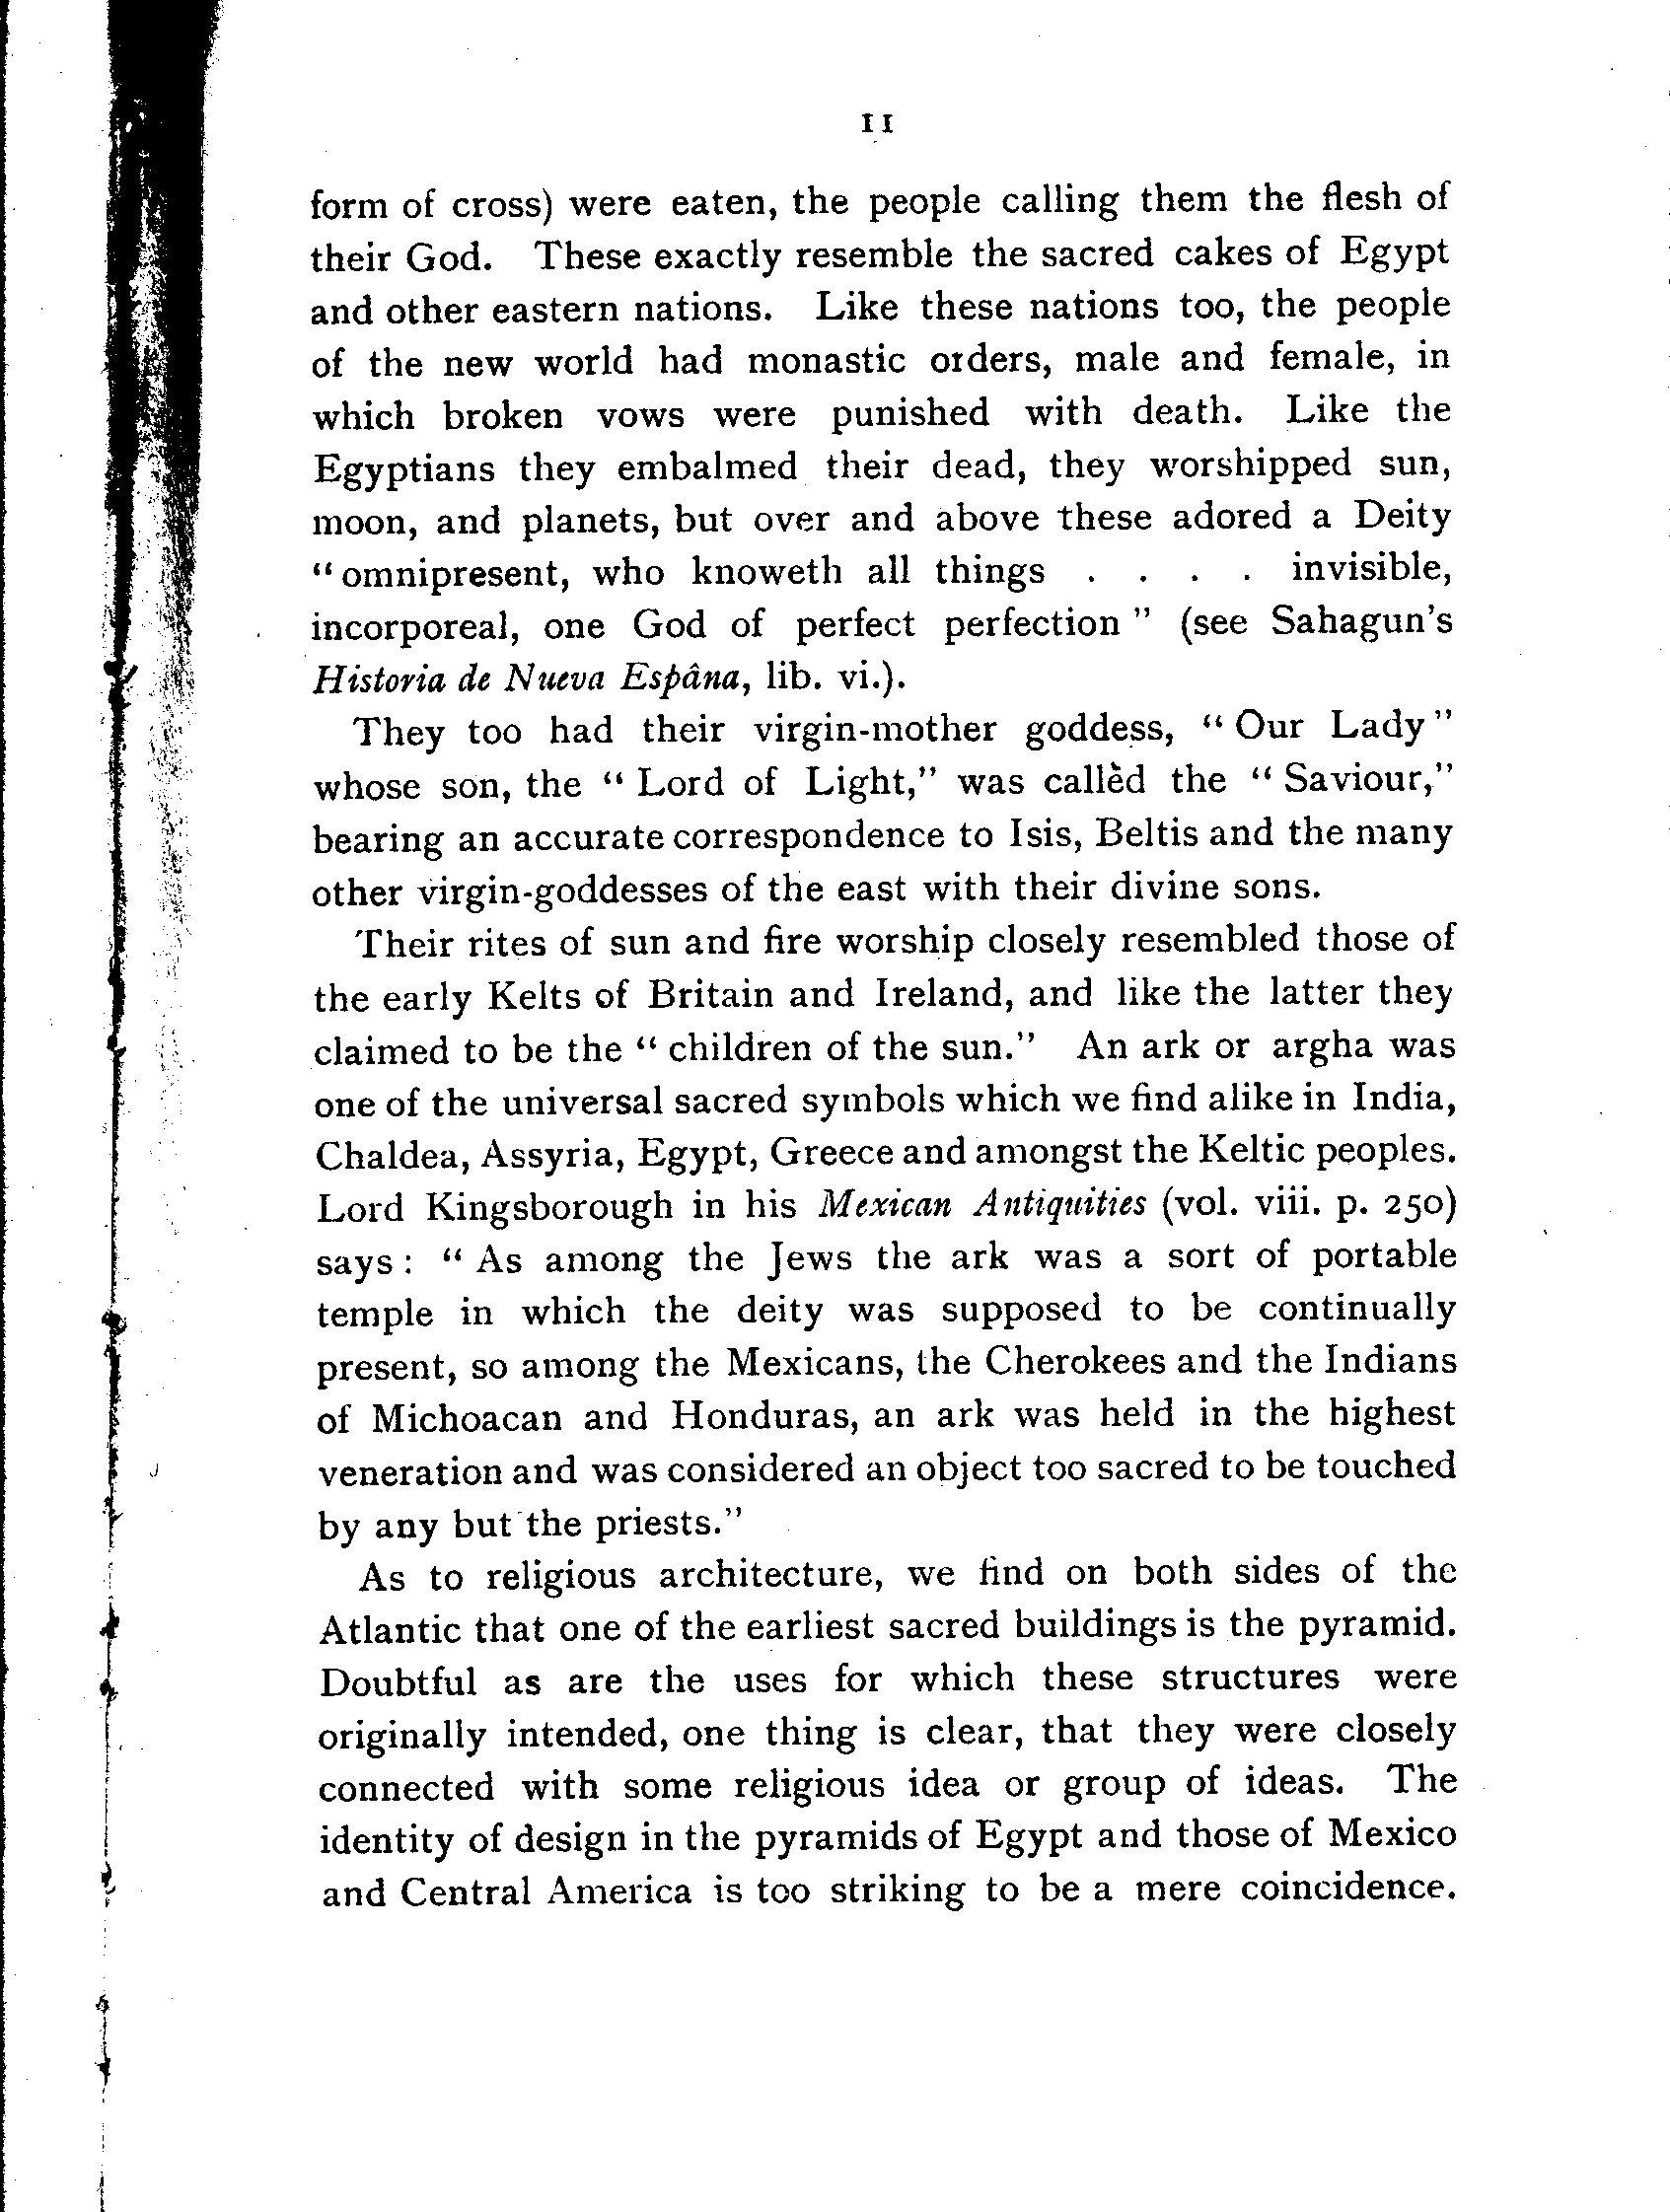 11
form of cross) were eaten, the people calling them the flesh of
their God. These exactly resemble the sacred cakes of Egypt
and other eastern nations. Like these nations too, the people
of the new world had monastic orders, male and female, in
which broken vows were punished with death. Like the
Egyptians they embalmed their dead, they worshipped sun,
moon, and planets, but over and above these adored a Deity
“omnipresent, who knoweth all things . . . . invisible,
incorporeal, one God of perfect perfection” (see Sahagun's
Historia de Nueva Espâna, lib. vi.).
They too had their virgin-mother goddess, “Our Lady”
whose son, the “Lord of Light,” was called the “Saviour,”
bearing an accurate correspondence to Isis, Beltis and the many
other virgin-goddesses of the east with their divine sons.
Their rites of sun and fire worship closely resembled those of
the early Kelts of Britain and Ireland, and like the latter they
claimed to be the “children of the sun.” An ark or argha was
one of the universal sacred symbols which we find alike in India,
Chaldea, Assyria, Egypt, Greece and amongst the Keltic peoples.
Lord Kingsborough in his Mexican Antiquities (vol. viii. p. 250)
says: “As among the Jews the ark was a sort of portable
temple in which the deity was supposed to be continually
present, so among the Mexicans, the Cherokees and the Indians
of Michoacan and Honduras, an ark was held in the highest
veneration and was considered an object too sacred to be touched
by any but the priests.”
As to religious architecture, we find on both sides of the
Atlantic that one of the earliest sacred buildings is the pyramid.
Doubtful as are the uses for which these structures were
originally intended, one thing is clear, that they were closely
connected with some religious idea or group of ideas. The
identity of design in the pyramids of Egypt and those of Mexico
and Central America is too striking to be a mere coincidence.